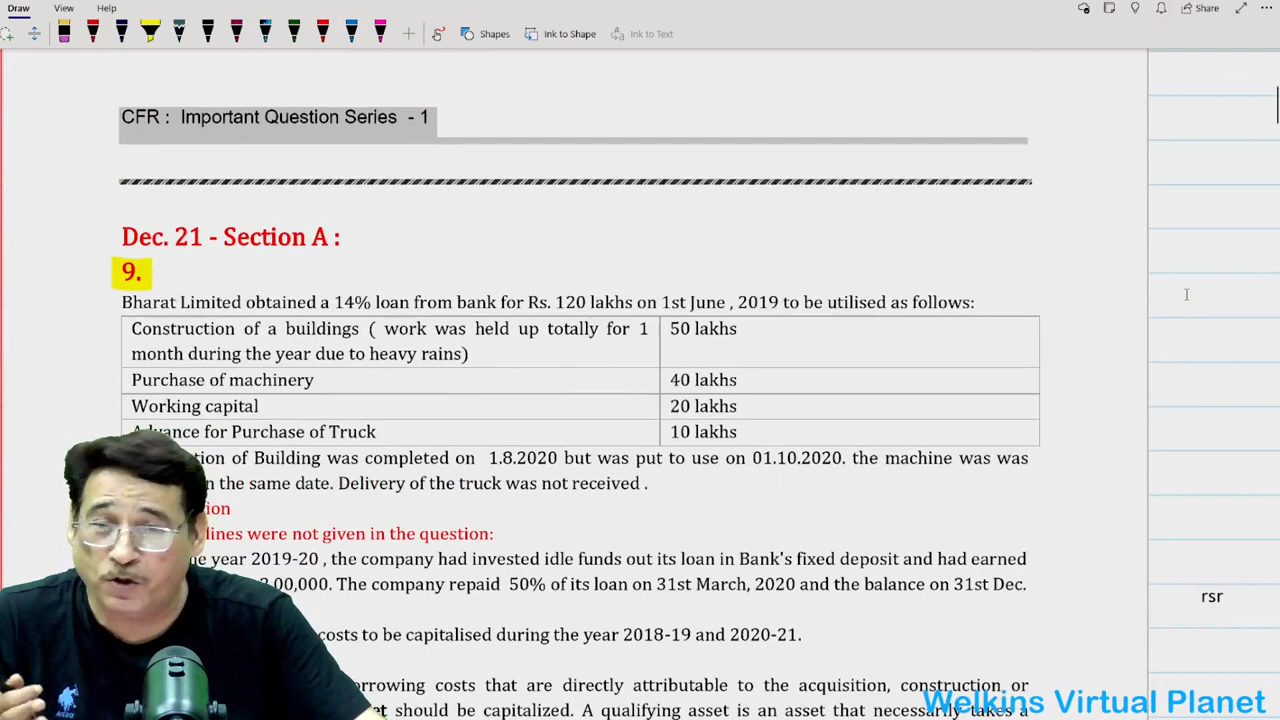 Draw View Help
Share
Shapes Ink to Shape Ink to Text
CFR : Important Question Series - 1
Dec. 21 - Section A :
9.
Bharat Limited obtained a 14% loan from bank for Rs. 120 lakhs on 1st June , 2019 to be utilised as follows:
Construction of a buildings ( work was held up totally for 1 50 lakhs
month during the year due to heavy rains)
Purchase of machinery 40 lakhs
Working capital 20 lakhs
Advance for Purchase of Truck 10 lakhs
of Building was completed on 1.8.2020 but was put to use on 01.10.2020. the machine was was
the same date. Delivery of the truck was not received .
lines were not given in the question:
year 2019-20 , the company had invested idle funds out its loan in Bank's fixed deposit and had earned
The company repaid 50% of its loan on 31st March, 2020 and the balance on 31st Dec.
rsr
costs to be capitalised during the year 2018-19 and 2020-21.
costs that are directly attributable to the acquisition, construction or
should be capitalized. A qualifying asset is an asset that necessarily takes a
Welkins Virtual Planet